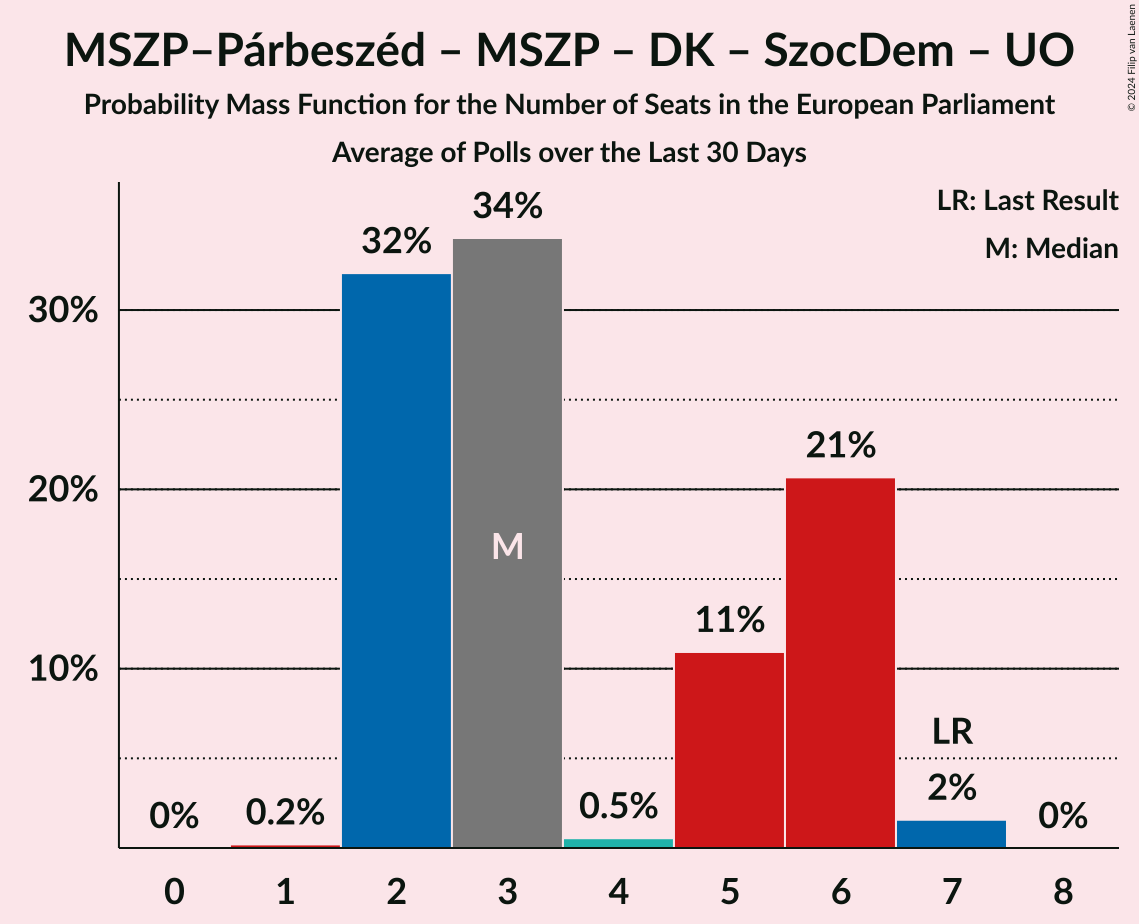 MSZP–Párbeszéd – MSZP – DK – SzocDem – UO
Probability Mass Function for the Number of Seats in the European Parliament
Average of Polls over the Last 30 Days
© 2024 Filip van Laenen
LR: Last Result
M: Median
34%
32%
30%
21%
20%
M
11%
10%
LR
2%
0%
0.2%
0.5%
0%
0 1 2 3 4 5 6 7 8